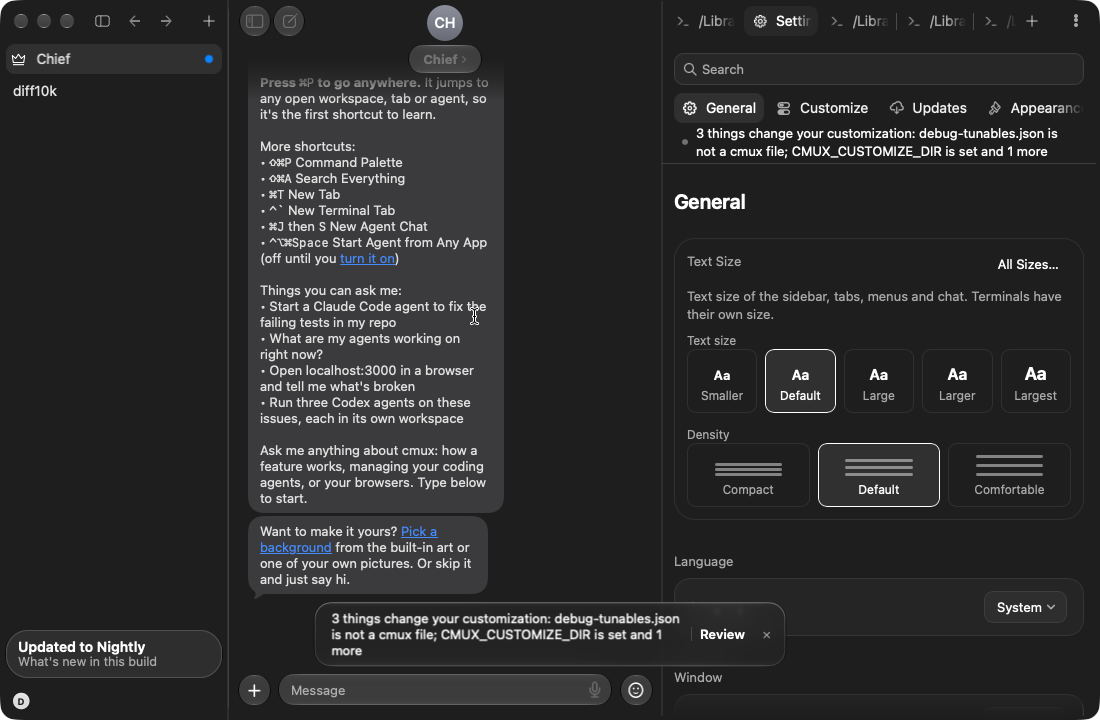 Chief
diff10k
Updated to Nightly
What's new in this build
D
CH
Chief ›
Press ⌘P to go anywhere. It jumps to
any open workspace, tab or agent, so
it's the first shortcut to learn.
More shortcuts:
• ⇧⌘P Command Palette
• ⇧⌘A Search Everything
• ⌘T New Tab
• ^` New Terminal Tab
• ⌘J then S New Agent Chat
• ^⌥⌘Space Start Agent from Any App
(off until you turn it on)
Things you can ask me:
• Start a Claude Code agent to fix the
failing tests in my repo
• What are my agents working on
right now?
• Open localhost:3000 in a browser
and tell me what's broken
• Run three Codex agents on these
issues, each in its own workspace
Ask me anything about cmux: how a
feature works, managing your coding
agents, or your browsers. Type below
to start.
Want to make it yours? Pick a
background from the built-in art or
one of your own pictures. Or skip it
and just say hi.
3 things change your customization: debug-tunables.json
is not a cmux file; CMUX_CUSTOMIZE_DIR is set and 1
more
Review
Message
/Libra
Settin
/Libra
/Libra
Search
General
Customize
Updates
Appearanc
3 things change your customization: debug-tunables.json is
not a cmux file; CMUX_CUSTOMIZE_DIR is set and 1 more
General
Text Size
All Sizes...
Text size of the sidebar, tabs, menus and chat. Terminals have
their own size.
Text size
Aa Aa Aa Aa Aa
Smaller Default Large Larger Largest
Density
Compact Default Comfortable
Language
System
Window